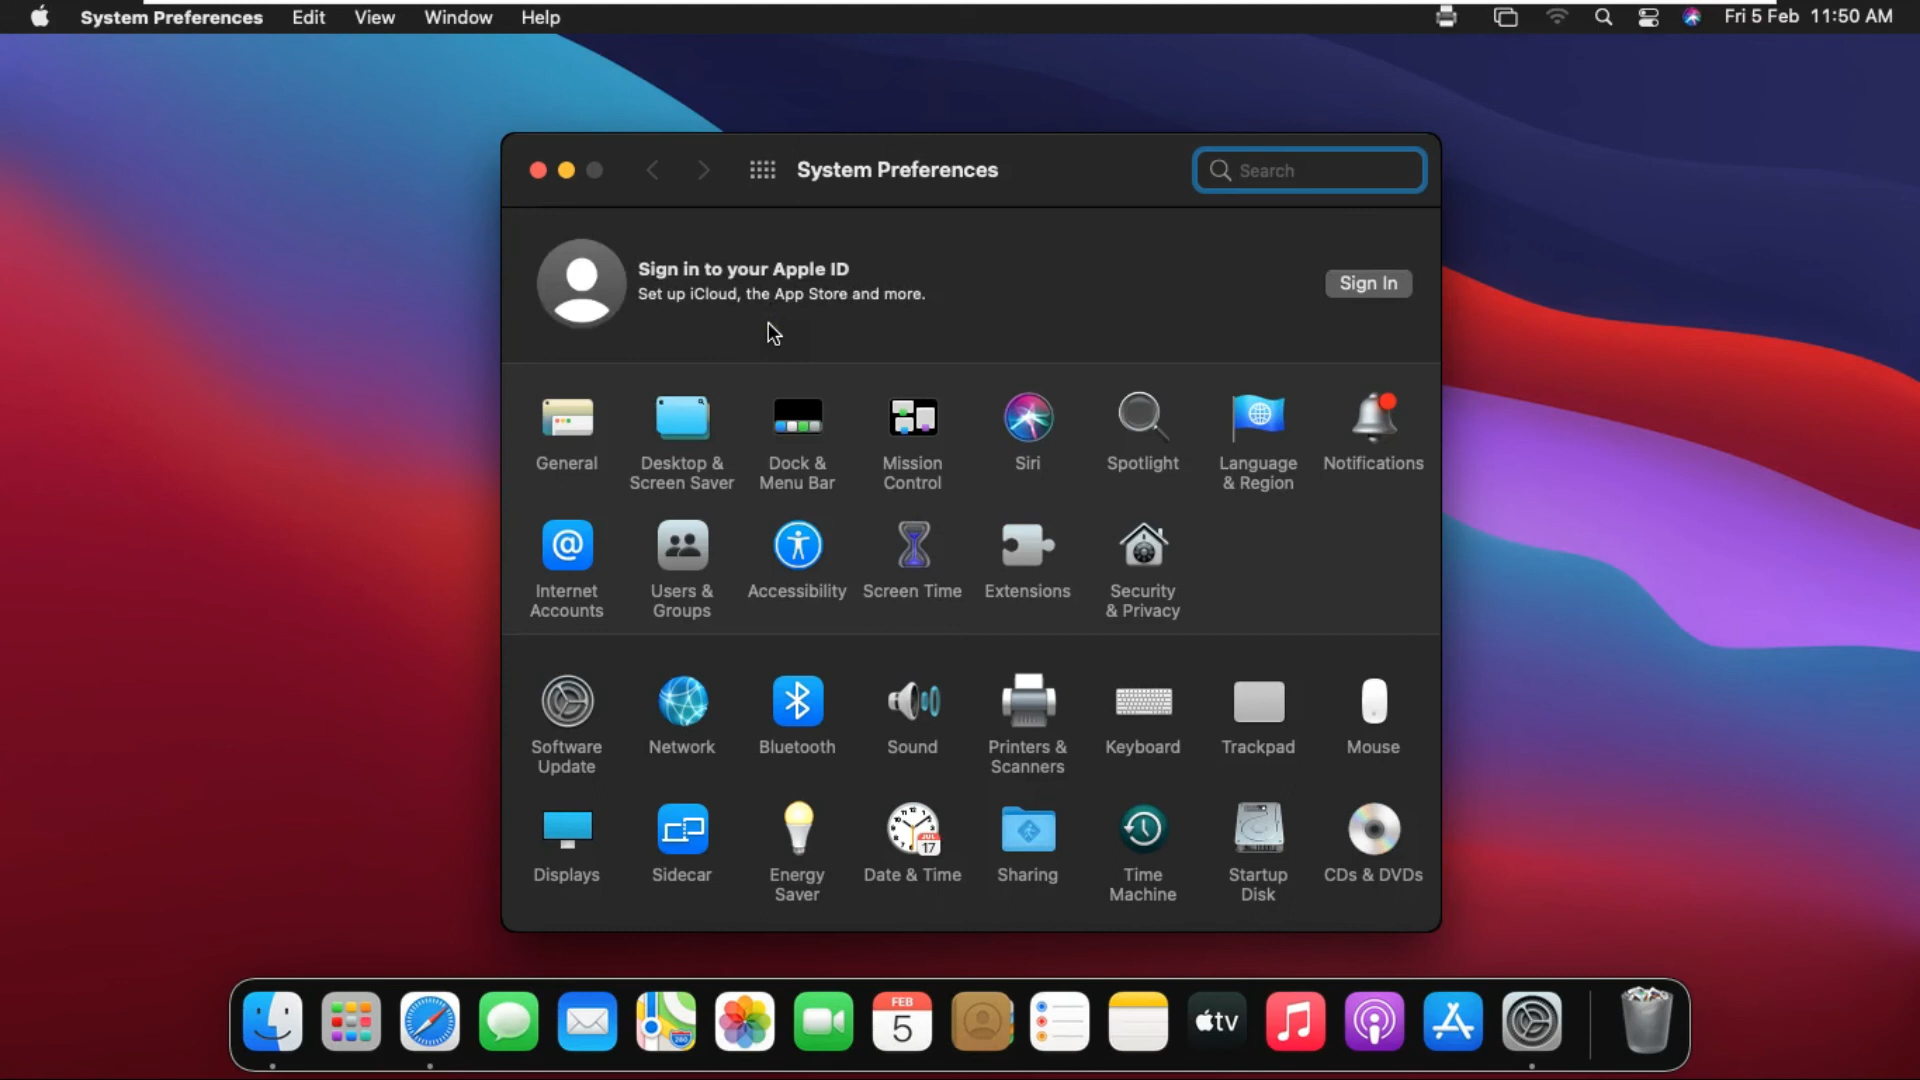 System Preferences Edit View Window Help Fri 5 Feb 11:50 AM
System Preferences
Search
Sign in to your Apple ID
Set up iCloud, the App Store and more.
Sign In
General
Desktop &
Screen Saver
Dock &
Menu Bar
Mission
Control
Siri
Spotlight
Language
& Region
Notifications
Internet
Accounts
Users &
Groups
Accessibility
Screen Time
Extensions
Security
& Privacy
Software
Update
Network
Bluetooth
Sound
Printers &
Scanners
Keyboard
Trackpad
Mouse
Displays
Sidecar
Energy
Saver
JUL
17
Date & Time
Sharing
Time
Machine
Startup
Disk
CDs & DVDs
280
FEB
5
tv